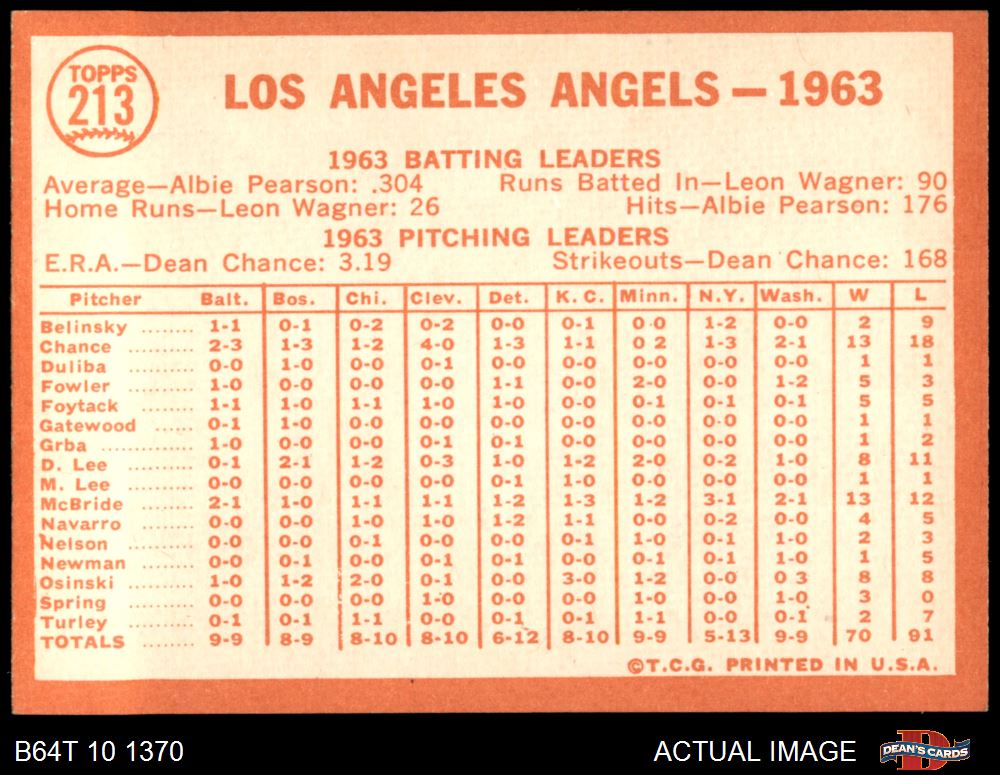 TOPPS
213
LOS ANGELES ANGELS — 1963
1963 BATTING LEADERS
Average—Albie Pearson: .304 Runs Batted In—Leon Wagner: 90
Home Runs—Leon Wagner: 26 Hits—Albie Pearson: 176
1963 PITCHING LEADERS
E.R.A.—Dean Chance: 3.19 Strikeouts—Dean Chance: 168
Pitcher Balt. Bos. Chi. Clev. Det. K. C. Minn. N.Y. Wash. W L
Belinsky ........ 1-1 0-1 0-2 0-2 0-0 0-1 0 0 1-2 0-0 2 9
Chance .......... 2-3 1-3 1-2 4-0 1-3 1-1 0 2 1-3 2-1 13 18
Duliba .......... 0-0 1-0 0-0 0-1 0-0 0-0 0-0 0-0 0-0 1 1
Fowler .......... 1-0 0-0 0-0 0-0 1-1 0-0 2-0 0-0 1-2 5 3
Foytack ......... 1-1 1-0 1-1 1-0 1-0 0-0 0-1 0-1 0-1 5 5
Gatewood ...... 0-1 1-0 0-0 0-0 0-0 0-0 0-0 0-0 0-0 1 1
Grba ............ 1-0 0-0 0-0 0-1 0-1 0-0 0-0 0-0 0-0 1 2
D. Lee .......... 0-1 2-1 1-2 0-3 1-0 1-2 2-0 0-2 1-0 8 11
M. Lee .......... 0-0 0-0 0-0 0-0 0-1 1-0 0-0 0-0 0-0 1 1
McBride ........ 2-1 1-0 1-1 1-1 1-2 1-3 1-2 3-1 2-1 13 12
Navarro ........ 0-0 0-0 1-0 1-0 1-2 1-1 0-0 0-2 0-0 4 5
Nelson .......... 0-0 0-0 0-1 0-0 0-0 0-1 1-0 0-1 1-0 2 3
Newman ........ 0-0 0-1 0-0 0-1 0-1 0-0 0-1 0-1 1-0 1 5
Osinski ......... 1-0 1-2 2-0 0-1 0-0 3-0 1-2 0-0 0 3 8 8
Spring .......... 0-0 0-0 0-0 1-0 0-0 0-0 1-0 0-0 1-0 3 0
Turley .......... 0-1 0-1 1-1 0-0 0-1 0-1 1-1 0-0 0-1 2 7
TOTALS 9-9 8-9 8-10 8-10 6-12 8-10 9-9 5-13 9-9 70 91
©T.C.G. PRINTED IN U.S.A.
B64T 10 1370 ACTUAL IMAGE DEAN'S CARDS